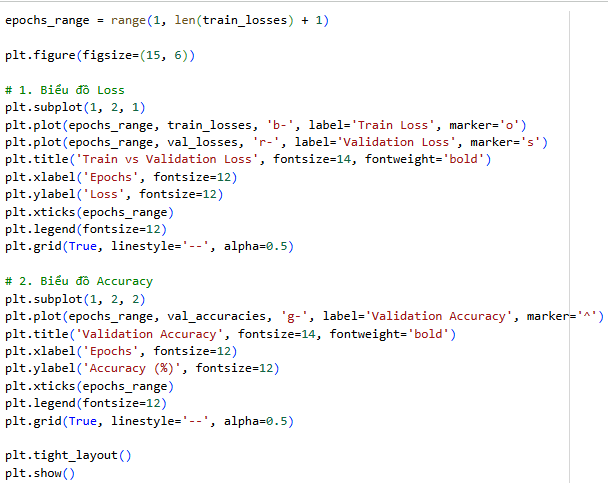 epochs_range = range(1, len(train_losses) + 1)
plt.figure(figsize=(15, 6))
# 1. Biểu đồ Loss
plt.subplot(1, 2, 1)
plt.plot(epochs_range, train_losses, 'b-', label='Train Loss', marker='o')
plt.plot(epochs_range, val_losses, 'r-', label='Validation Loss', marker='s')
plt.title('Train vs Validation Loss', fontsize=14, fontweight='bold')
plt.xlabel('Epochs', fontsize=12)
plt.ylabel('Loss', fontsize=12)
plt.xticks(epochs_range)
plt.legend(fontsize=12)
plt.grid(True, linestyle='--', alpha=0.5)
# 2. Biểu đồ Accuracy
plt.subplot(1, 2, 2)
plt.plot(epochs_range, val_accuracies, 'g-', label='Validation Accuracy', marker='^')
plt.title('Validation Accuracy', fontsize=14, fontweight='bold')
plt.xlabel('Epochs', fontsize=12)
plt.ylabel('Accuracy (%)', fontsize=12)
plt.xticks(epochs_range)
plt.legend(fontsize=12)
plt.grid(True, linestyle='--', alpha=0.5)
plt.tight_layout()
plt.show()